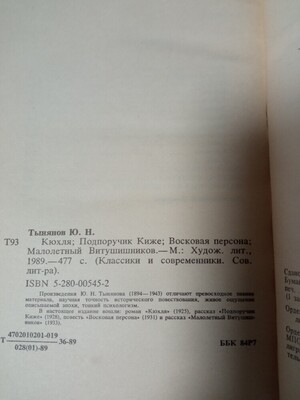 Тынянов Ю. Н.
Т93 Кюхля; Подпоручик Киже; Восковая персона;
Малолетный Витушишников.— М.: Худож. лит.,
1989.—477 с. (Классики и современники. Сов.
лит-ра).
ISBN 5-280-00545-2
Произведения Ю. Н. Тынянова (1894—1943) отличают превосходное знание
материала, научная точность исторического повествования, живое ощущение
описываемой эпохи, тонкий психологизм.
В настоящее издание вошли: роман «Кюхля» (1925), рассказ «Подпоручик
Киже» (1928), повесть «Восковая персона» (1931) и рассказ «Малолетный Витушишников»
(1933).
Т 4702010201-019
028(01)-89
36-89
ББК 84Р7